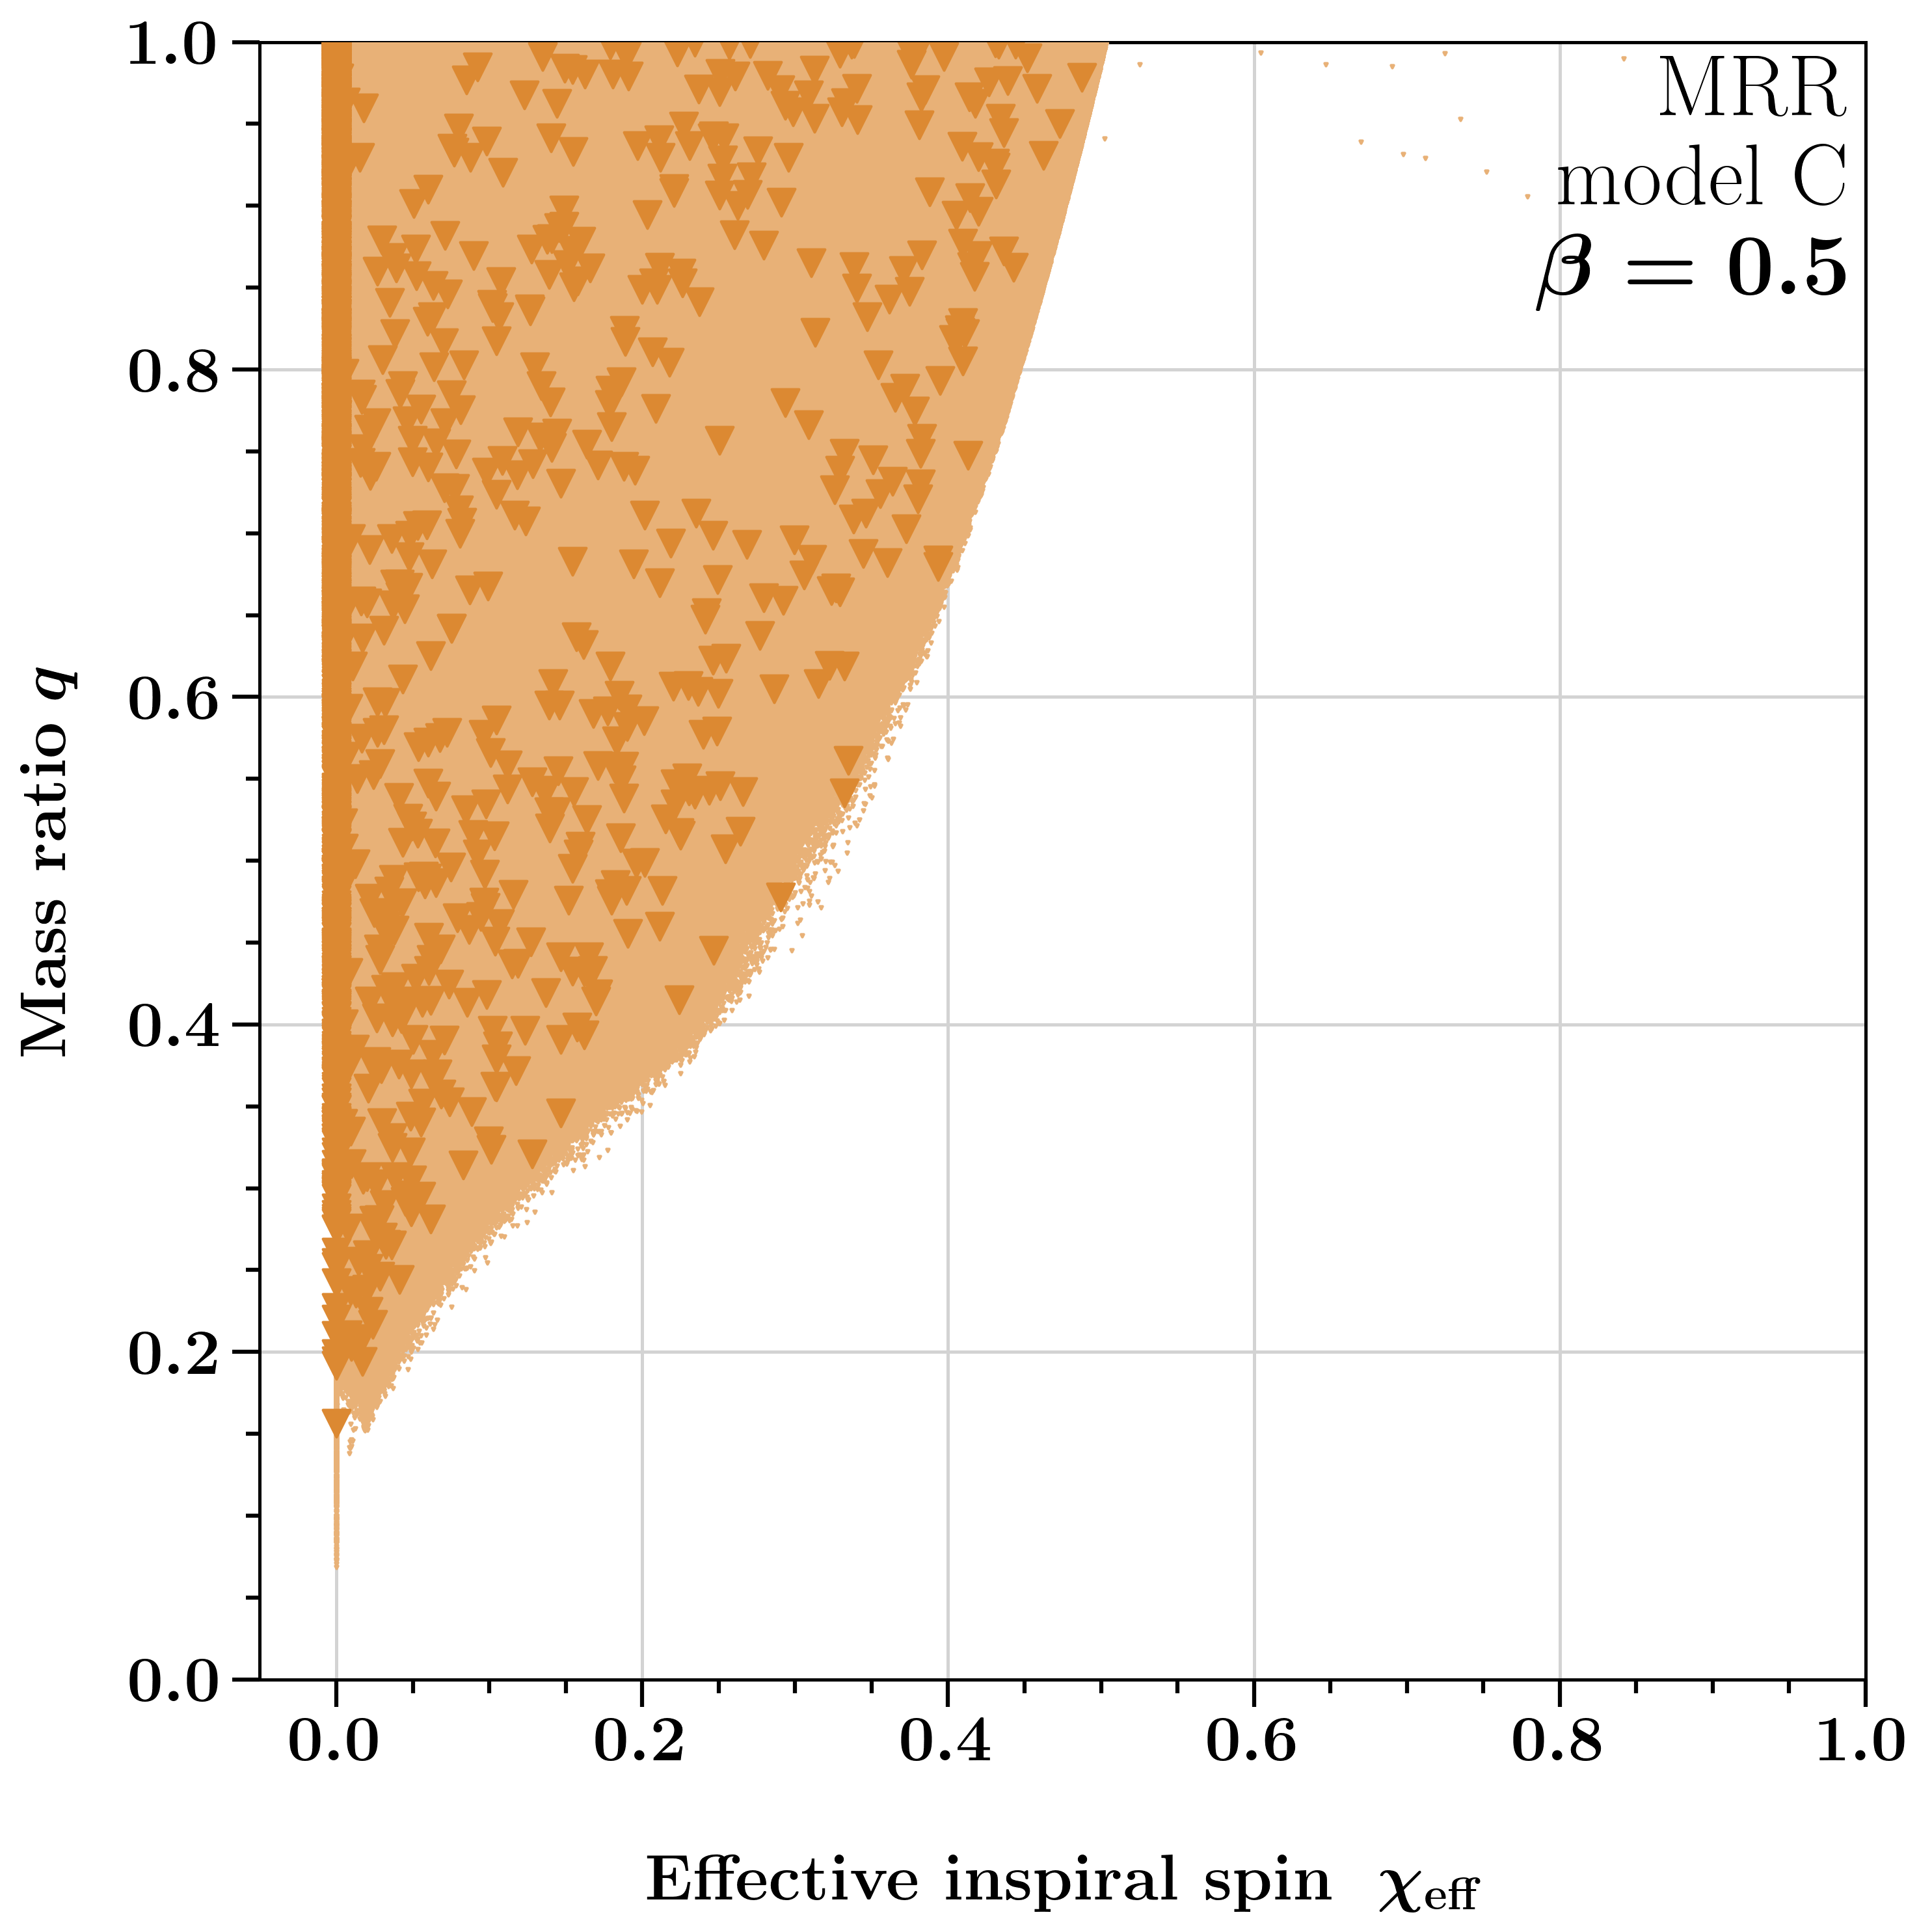 MRR
model C
β = 0.5
1.0
0.8
0.6
0.4
0.2
0.0
Mass ratio q
0.0 0.2 0.4 0.6 0.8 1.0
Effective inspiral spin χeff